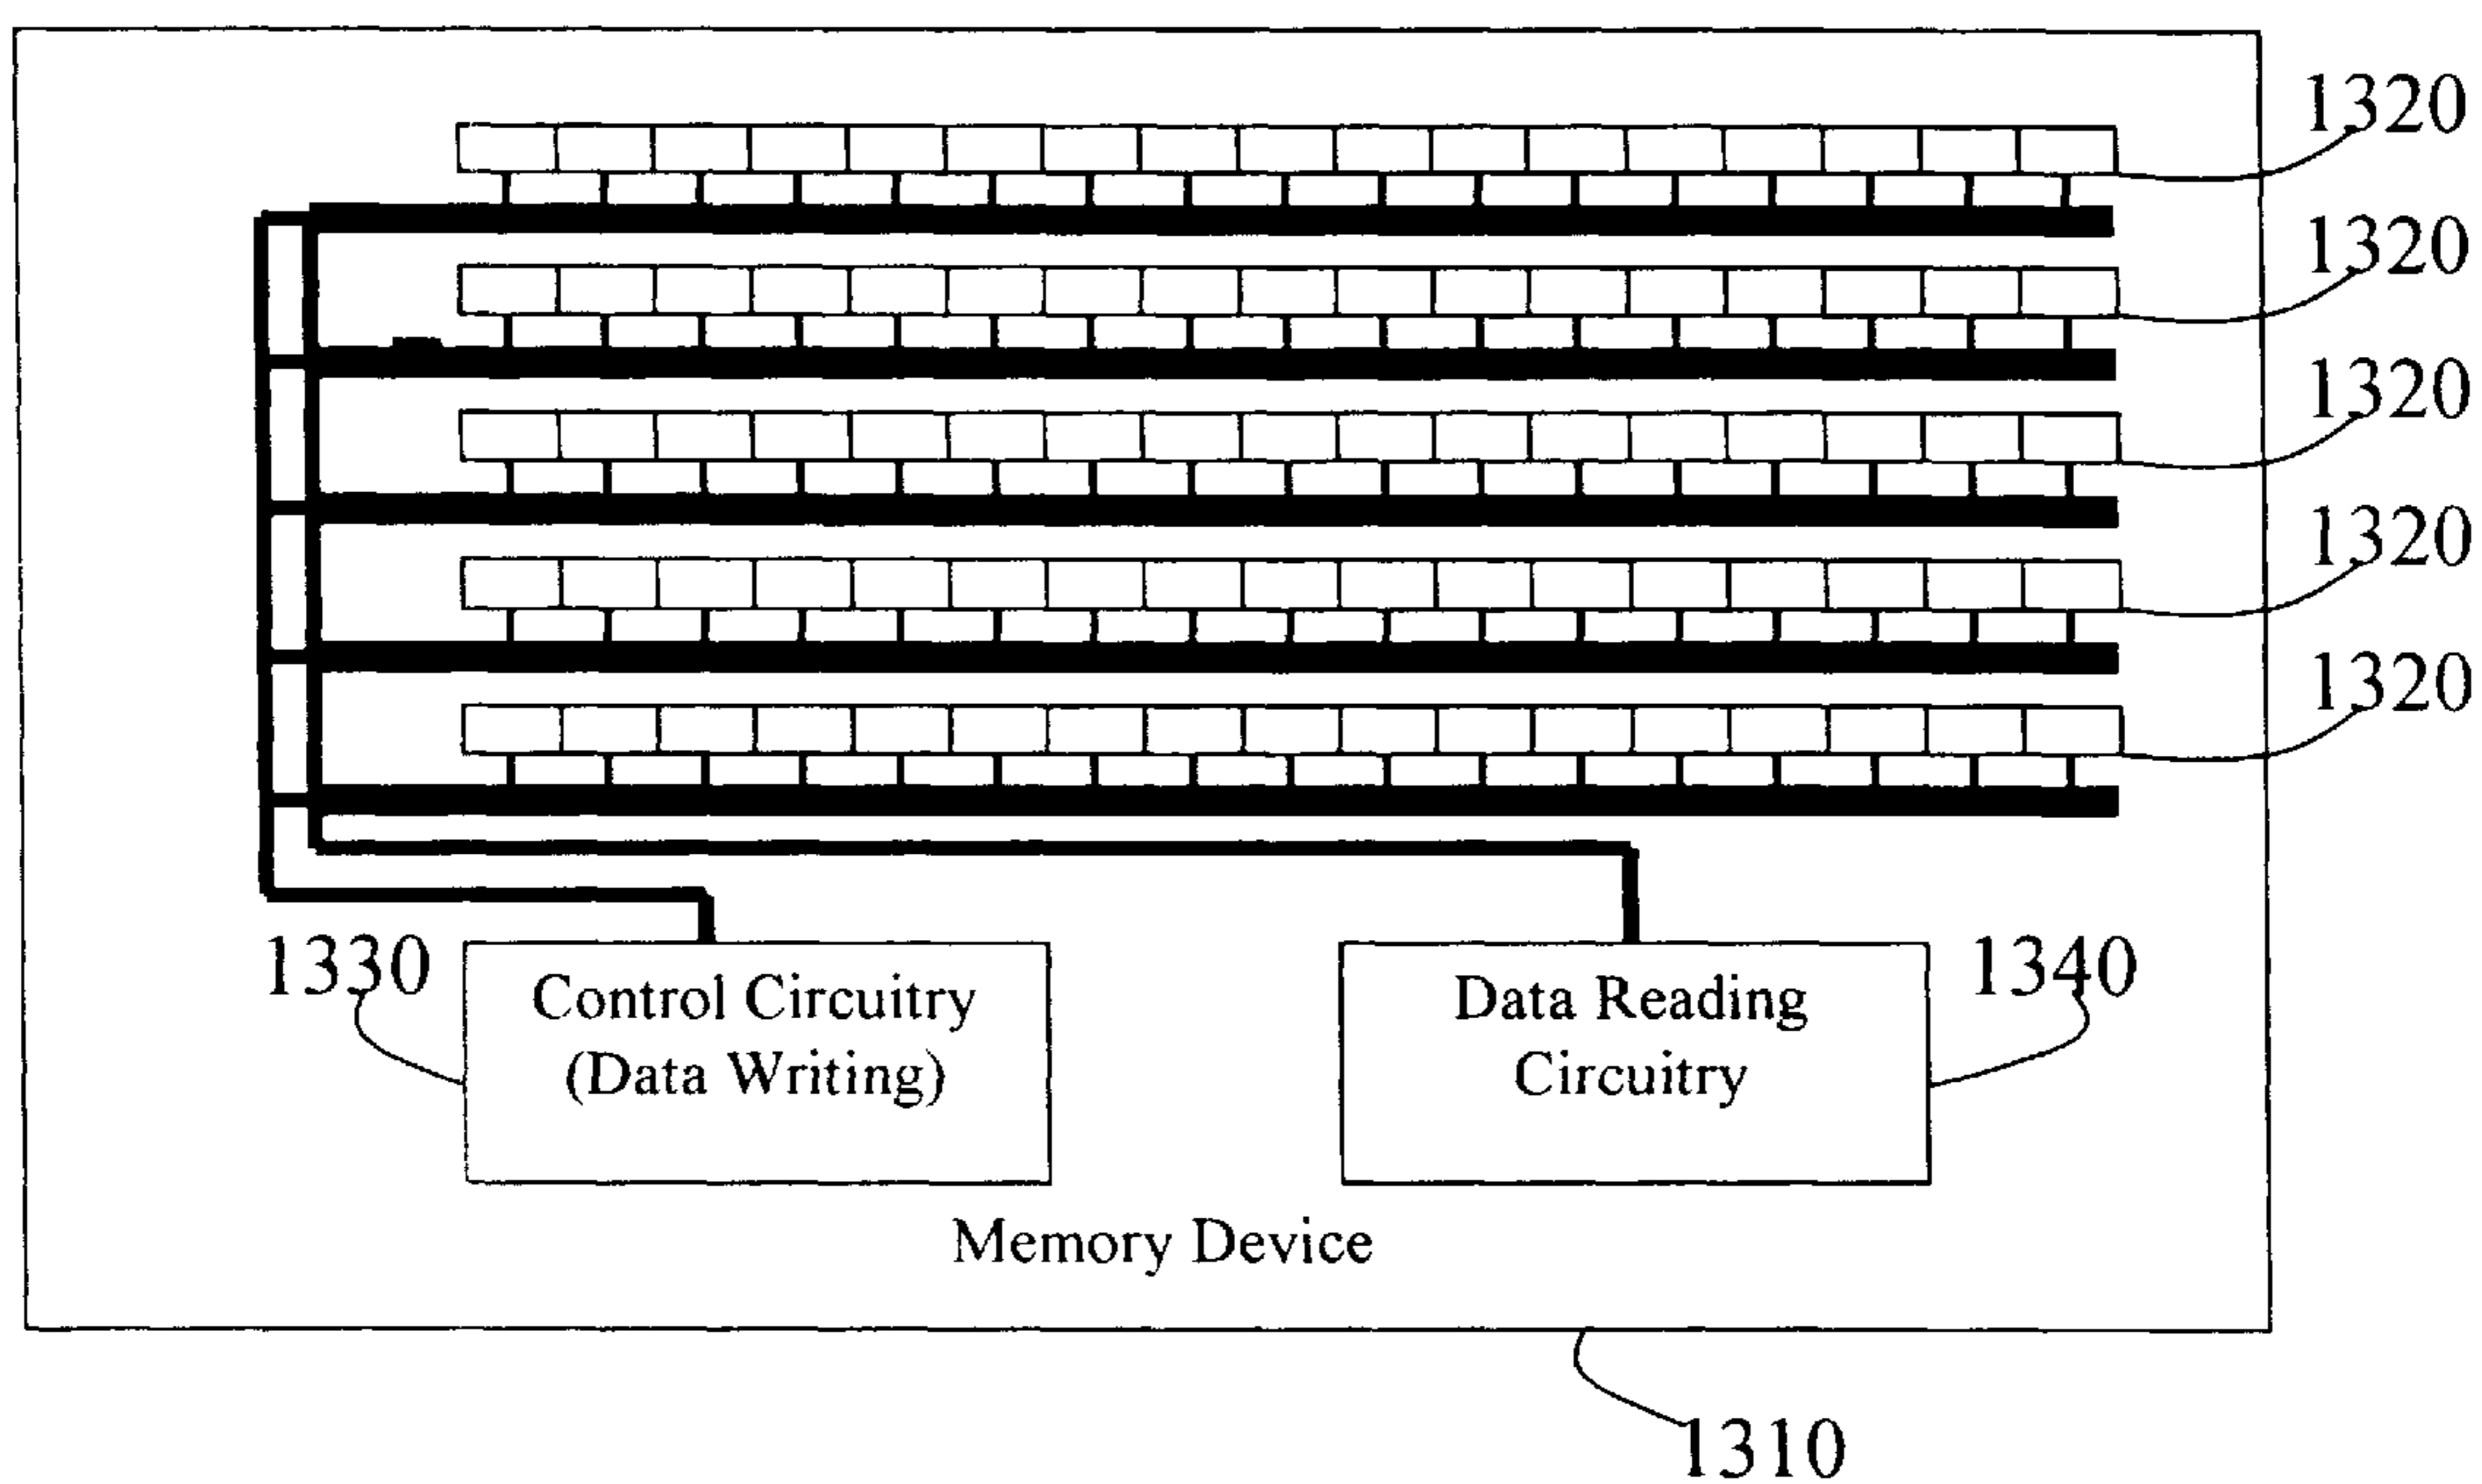 1320
1320
1320
1320
1320
1330
Control Circuitry
(Data Writing)
Data Reading
Circuitry
1340
Memory Device
1310